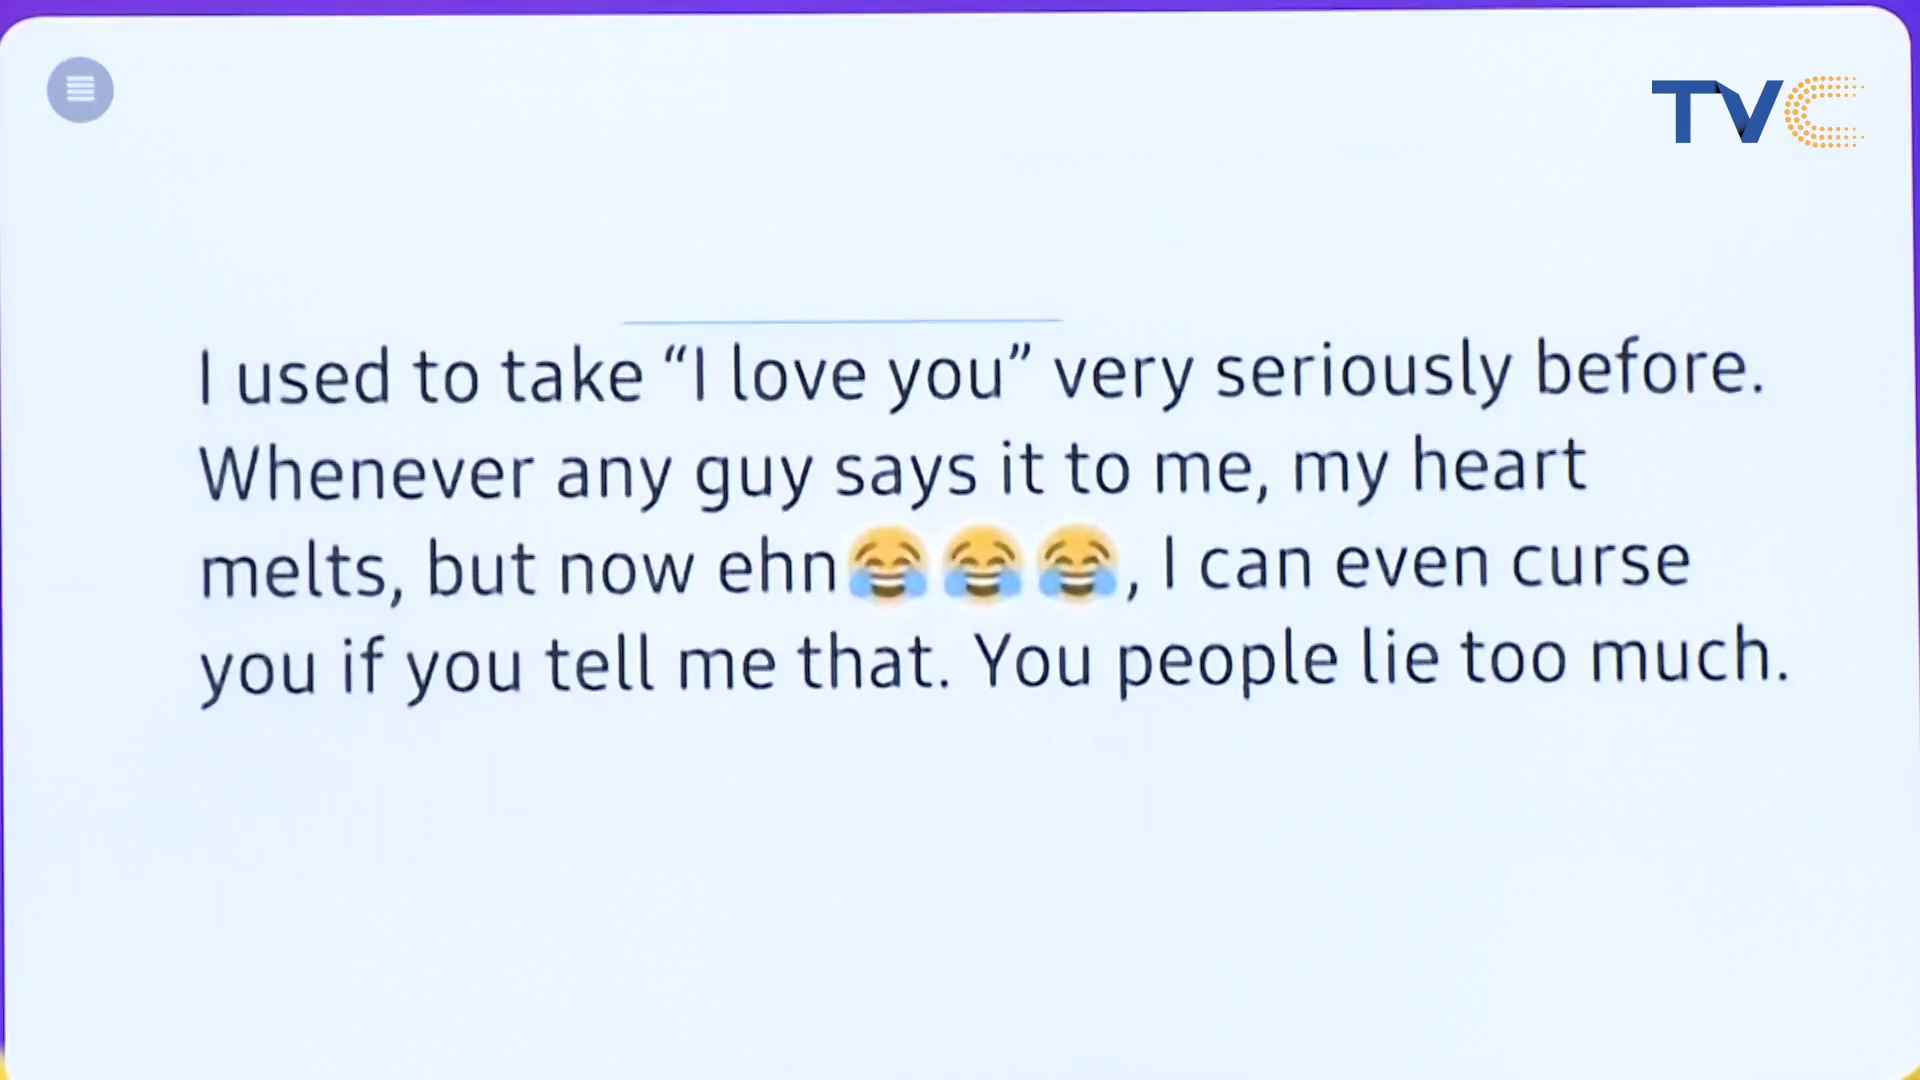 TVC
I used to take “I love you” very seriously before.
Whenever any guy says it to me, my heart
melts, but now ehn😂😂😂, I can even curse
you if you tell me that. You people lie too much.